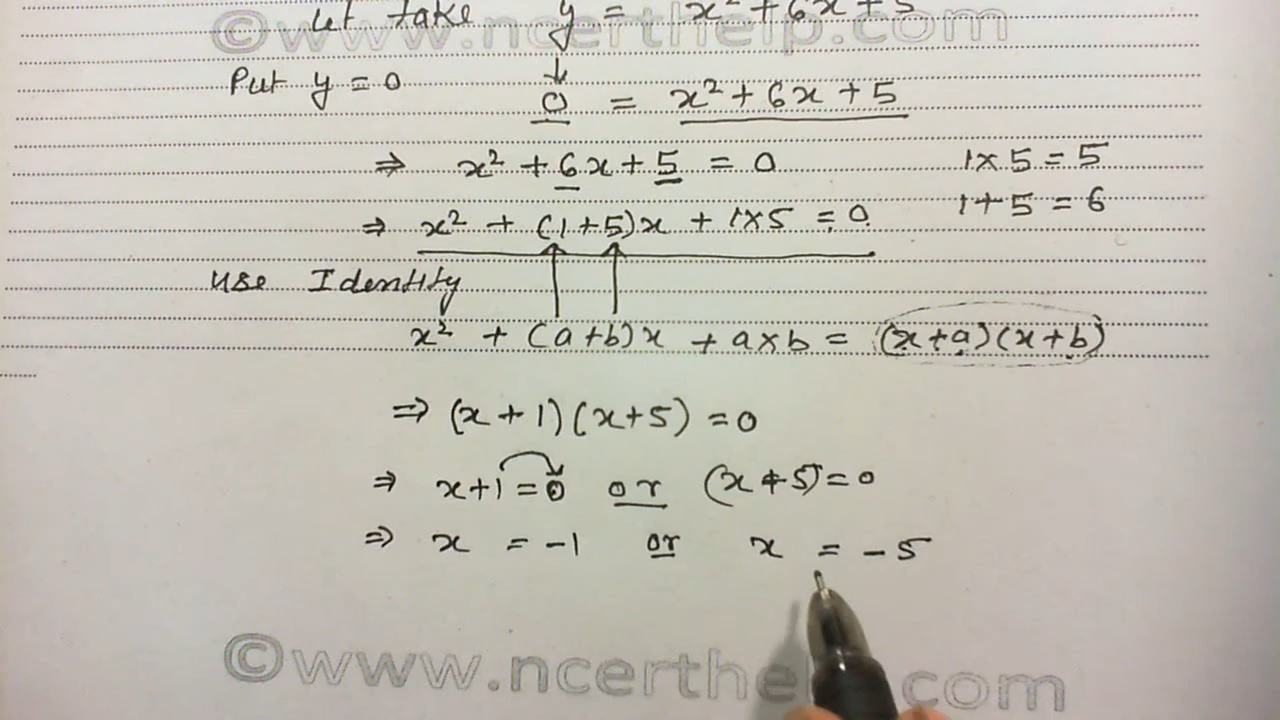 Let take y = x² + 6x + 5
©www.ncerthelp.com
Put y = 0
0 = x² + 6x + 5
⇒ x² + 6x + 5 = 0
1 × 5 = 5
⇒ x² + (1+5)x + 1×5 = 0
1 + 5 = 6
Use Identity
x² + (a+b)x + a×b = (x+a)(x+b)
⇒ (x + 1)(x+5) = 0
⇒ x+1 = 0 or (x+5) = 0
⇒ x = -1 or x = -5
©www.ncerthelp.com